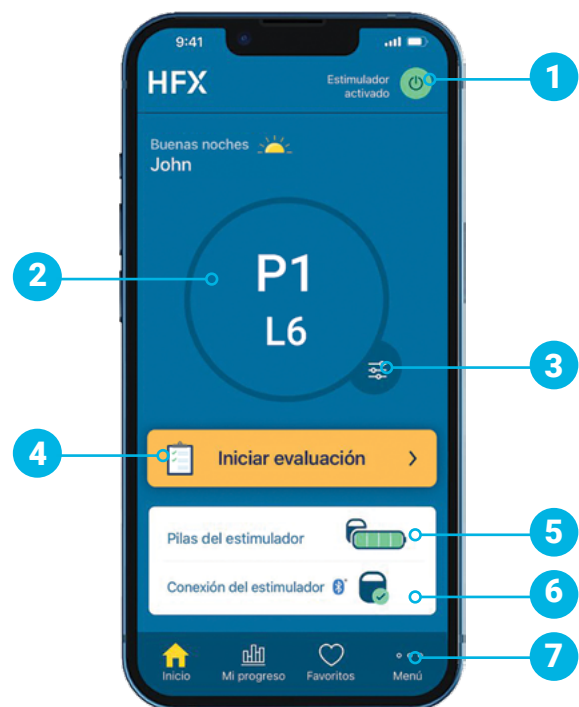 9:41
HFX
Estimulador
activado
1
Buenas noches
John
2
P1
L6
3
4
Iniciar evaluación
Pilas del estimulador
5
Conexión del estimulador
6
7
Inicio
Mi progreso
Favoritos
Menú